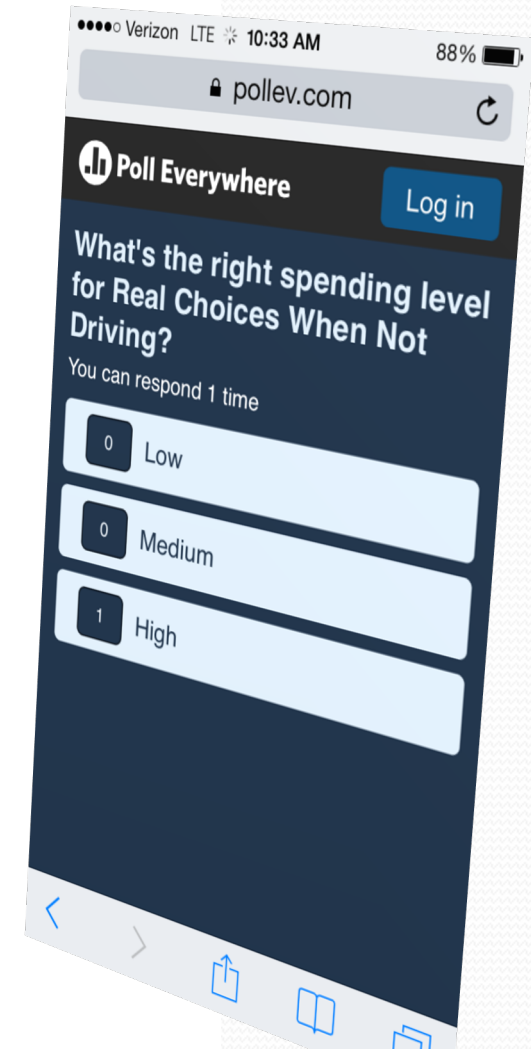 Verizon LTE 10:33 AM 88%
pollev.com
Poll Everywhere
Log in
What's the right spending level
for Real Choices When Not
Driving?
You can respond 1 time
0 Low
0 Medium
1 High